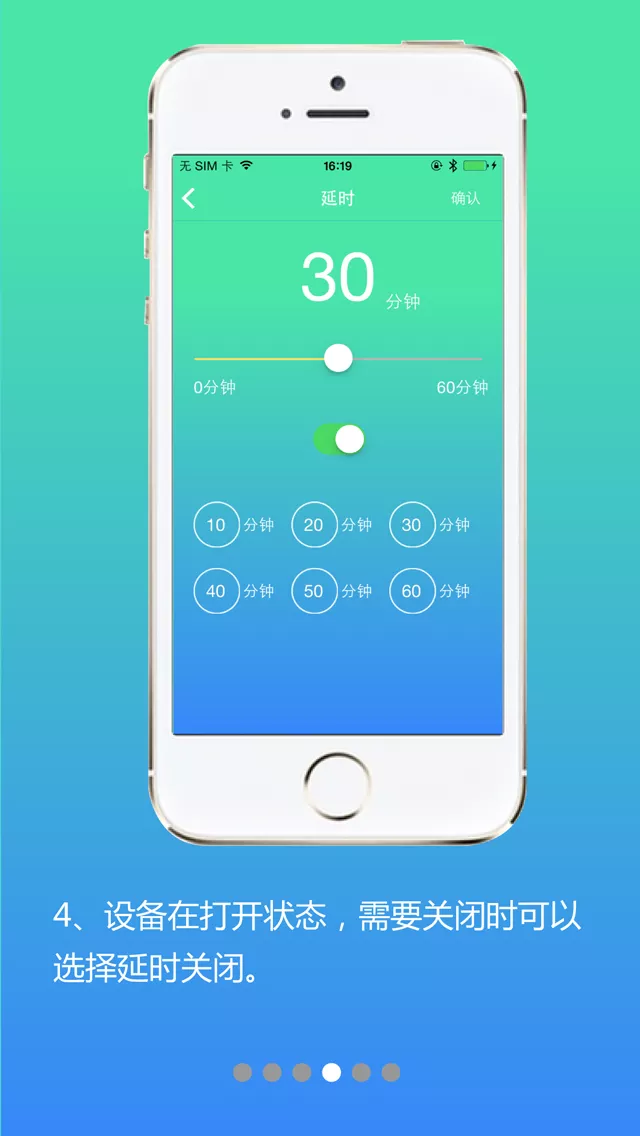 无 SIM 卡 16:19
延时 确认
30 分钟
0分钟 60分钟
10 分钟 20 分钟 30 分钟
40 分钟 50 分钟 60 分钟
4、设备在打开状态，需要关闭时可以
选择延时关闭。